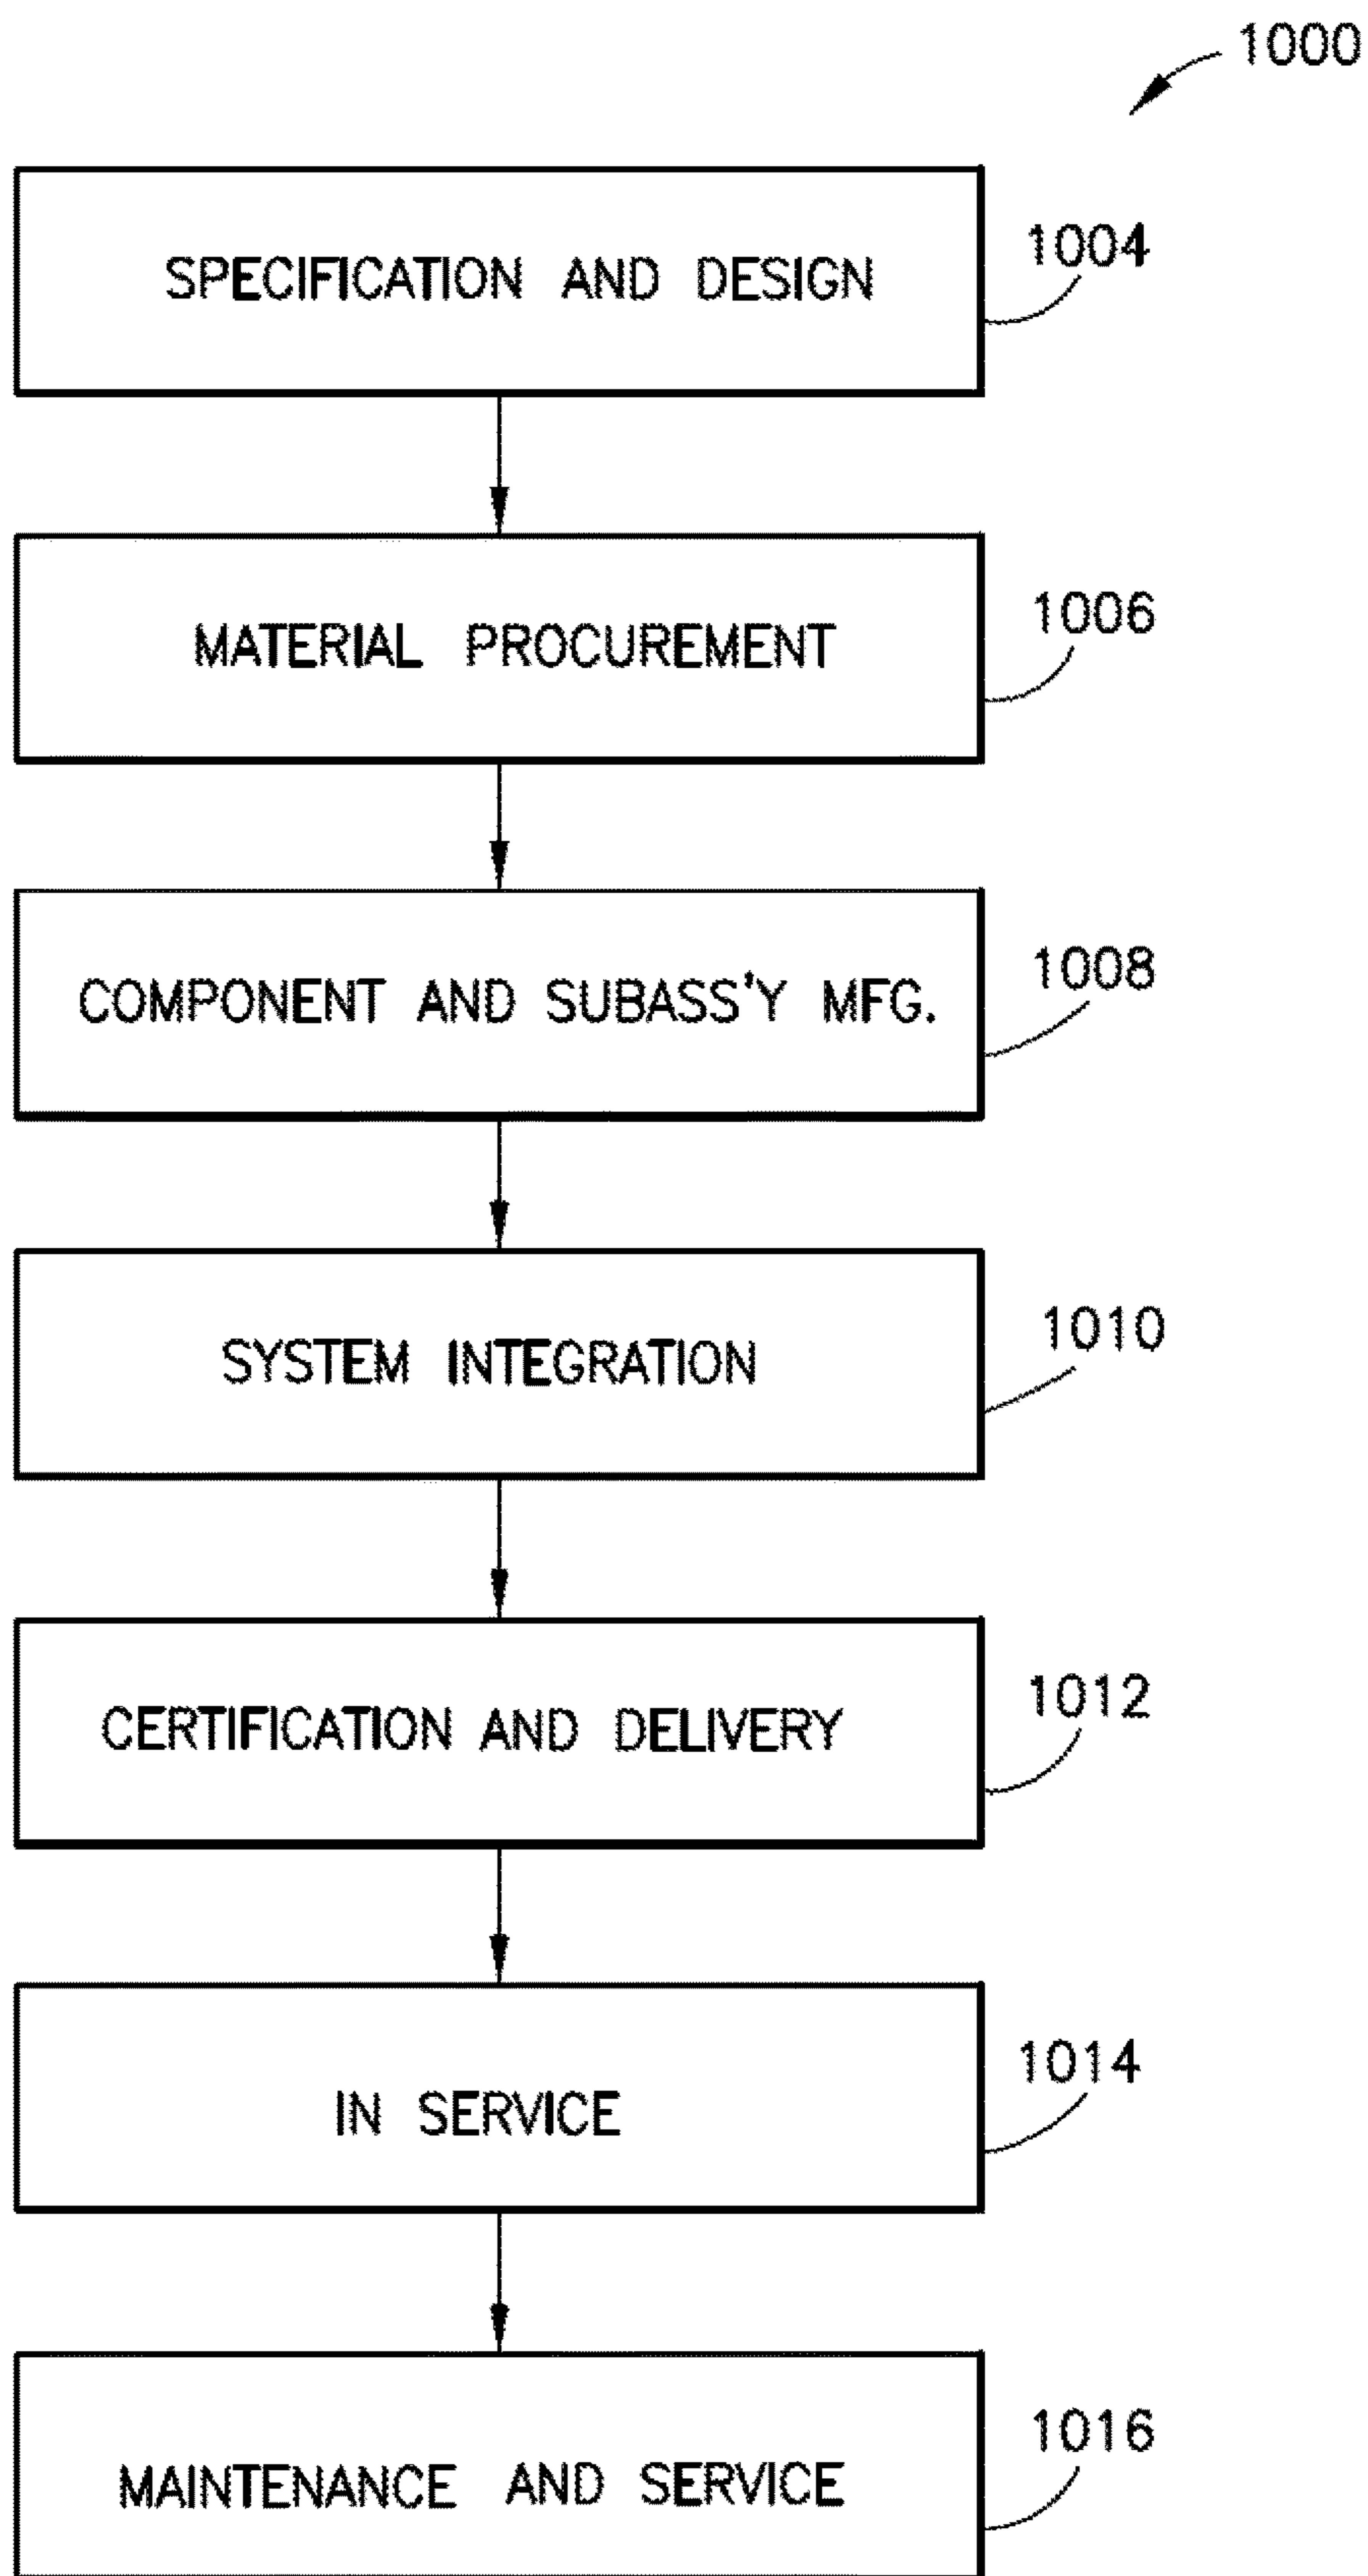 1000
SPECIFICATION AND DESIGN
1004
MATERIAL PROCUREMENT
1006
COMPONENT AND SUBASS'Y MFG.
1008
SYSTEM INTEGRATION
1010
CERTIFICATION AND DELIVERY
1012
IN SERVICE
1014
MAINTENANCE AND SERVICE
1016